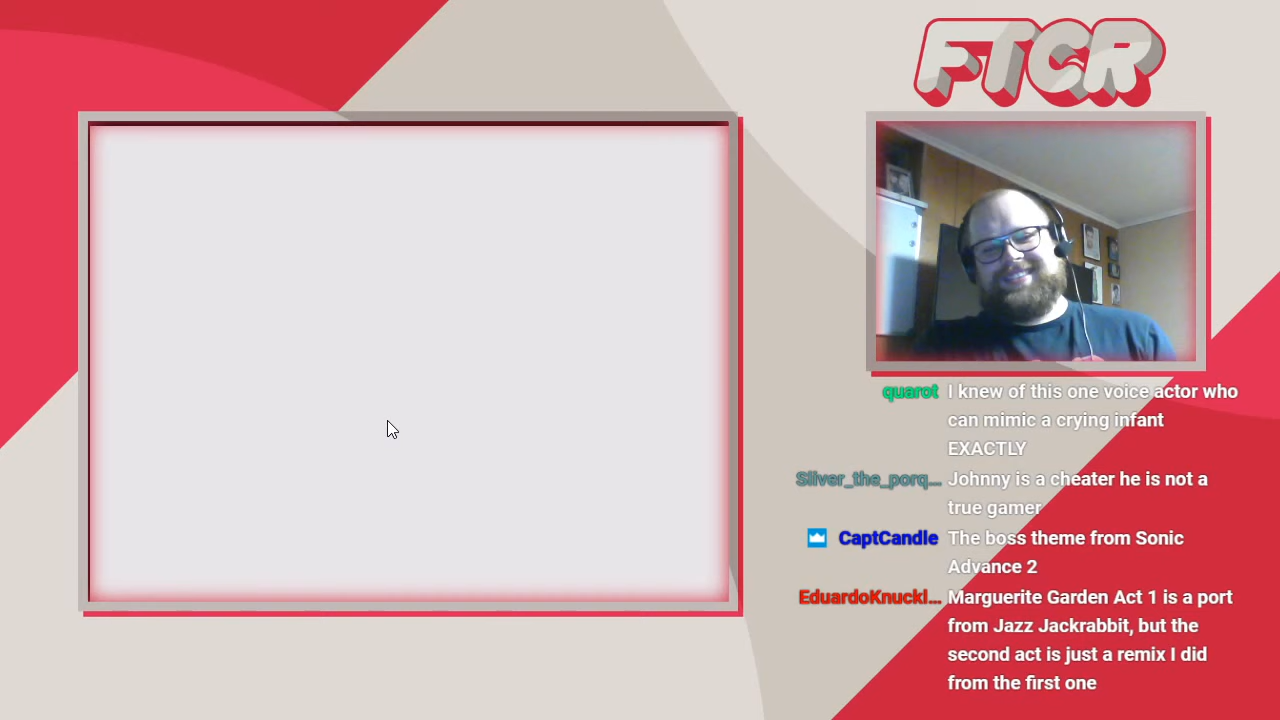 FTCR
quarot I knew of this one voice actor who
can mimic a crying infant
EXACTLY
Silver_the_porq... Johnny is a cheater he is not a
true gamer
CaptCandle The boss theme from Sonic
Advance 2
EduardoKnuckl... Marguerite Garden Act 1 is a port
from Jazz Jackrabbit, but the
second act is just a remix I did
from the first one